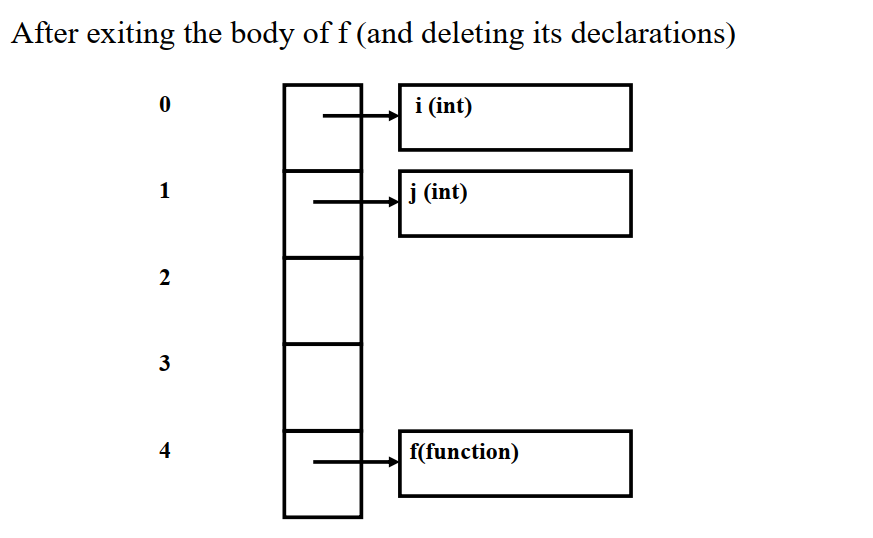 After exiting the body of f (and deleting its declarations)
0
i (int)
1
j (int)
2
3
4
f(function)